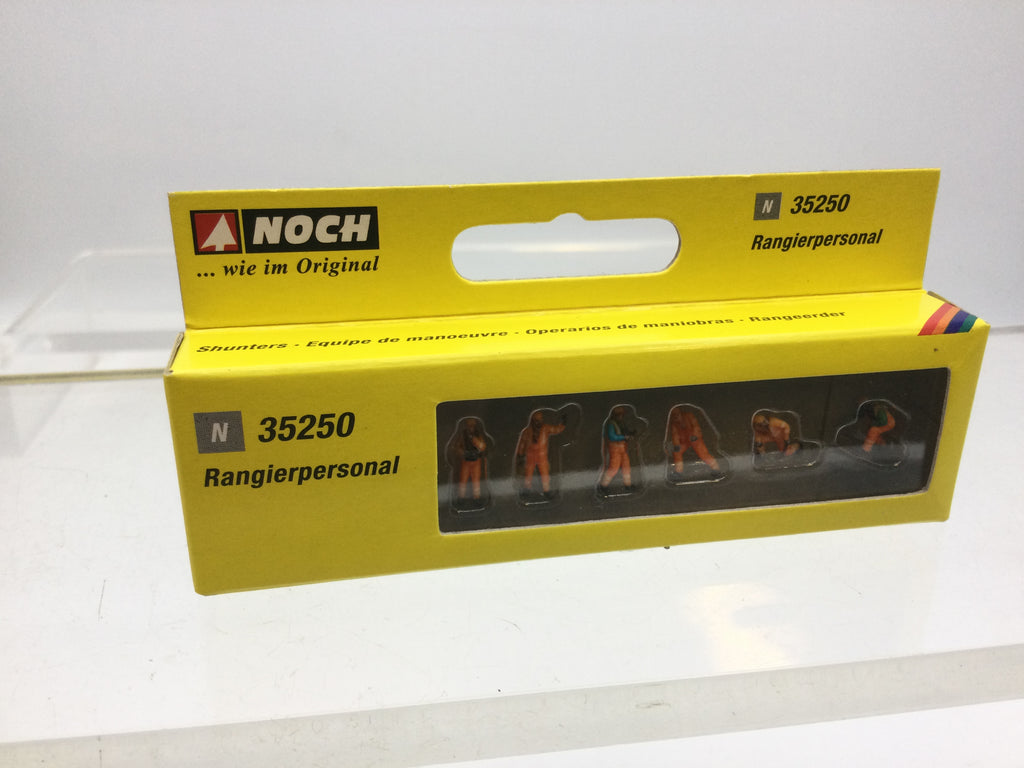 NOCH
... wie im Original
N 35250
Rangierpersonal
Shunters - Equipe de manoeuvre - Operarios de maniobras - Rangeerder
N 35250
Rangierpersonal